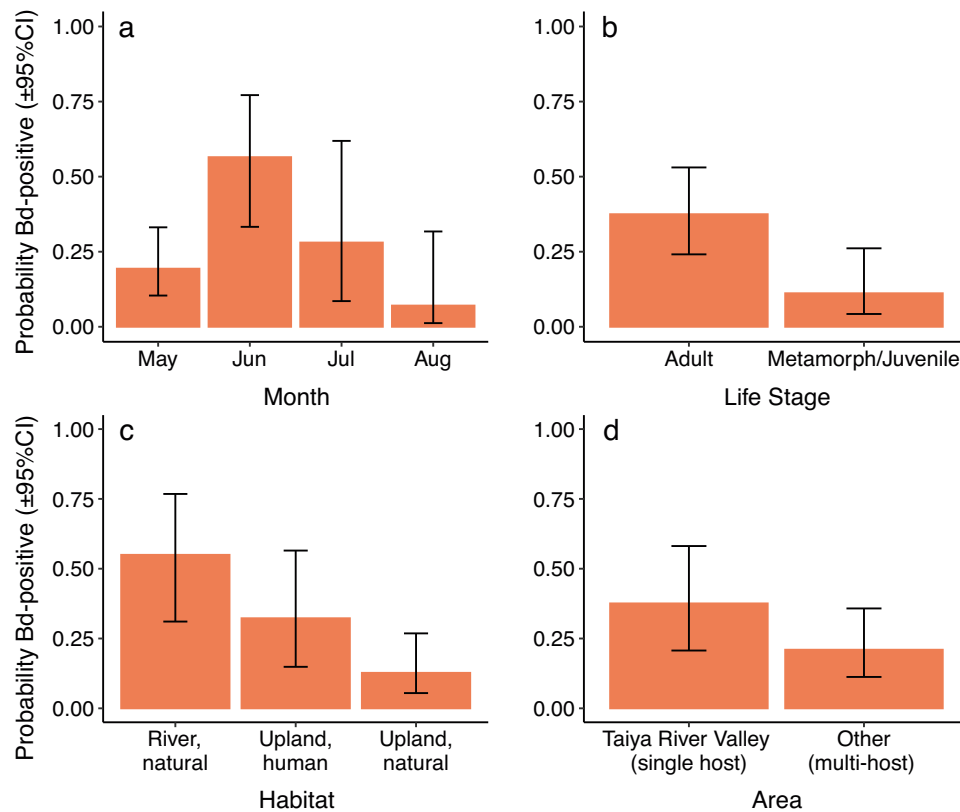 a
Probability Bd-positive (±95%CI)
1.00
0.75
0.50
0.25
0.00
May Jun Jul Aug
Month
b
1.00
0.75
0.50
0.25
0.00
Adult Metamorph/Juvenile
Life Stage
c
Probability Bd-positive (±95%CI)
1.00
0.75
0.50
0.25
0.00
River, Upland, Upland,
natural human natural
Habitat
d
1.00
0.75
0.50
0.25
0.00
Taiya River Valley Other
(single host) (multi-host)
Area